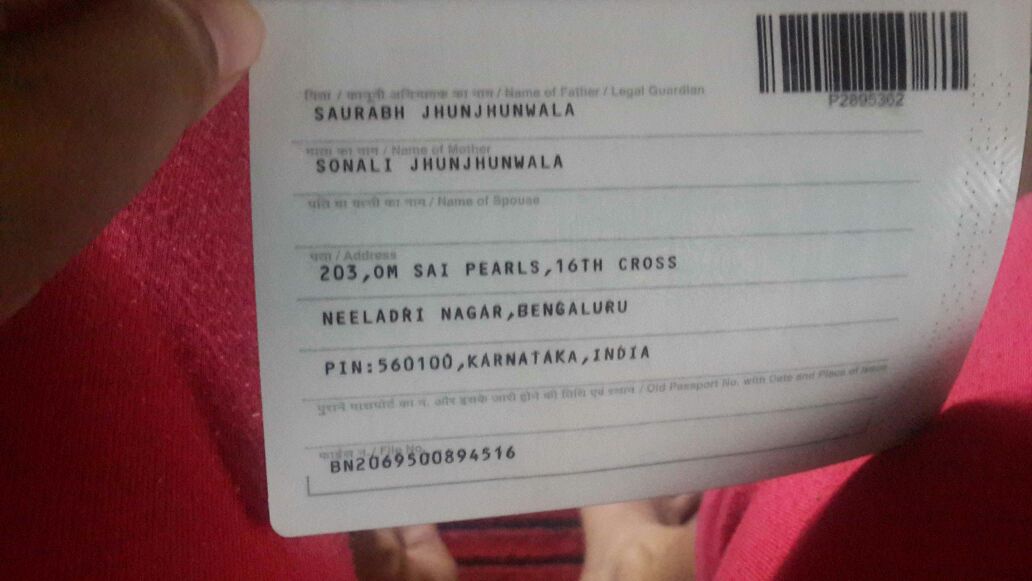 P2895362
पिता / कानूनी अभिभावक का नाम / Name of Father / Legal Guardian
SAURABH JHUNJHUNWALA
माता का नाम / Name of Mother
SONALI JHUNJHUNWALA
पति या पत्नी का नाम / Name of Spouse
पता / Address
203,OM SAI PEARLS,16TH CROSS
NEELADRI NAGAR,BENGALURU
PIN:560100,KARNATAKA,INDIA
पुराने पासपोर्ट का नं. और इसके जारी होने की तिथि एवं स्थान / Old Passport No. with Date and Place of Issue
फाईल नं / File No.
BN2069500894516